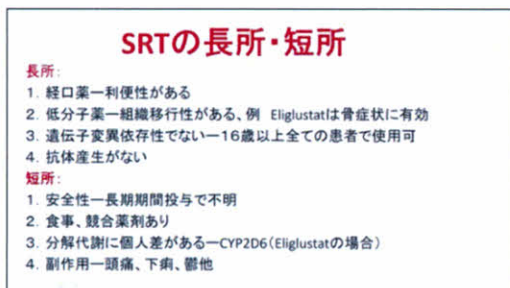 SRTの長所・短所
長所：
1．経口薬ー利便性がある
2．低分子薬ー組織移行性がある、例　Eliglustatは骨症状に有効
3．遺伝子変異依存性でないー16歳以上全ての患者で使用可
4．抗体産生がない
短所：
1．安全性ー長期期間投与で不明
2．食事、競合薬剤あり
3．分解代謝に個人差があるーCYP2D6（Eliglustatの場合）
4．副作用ー頭痛、下痢、鬱他